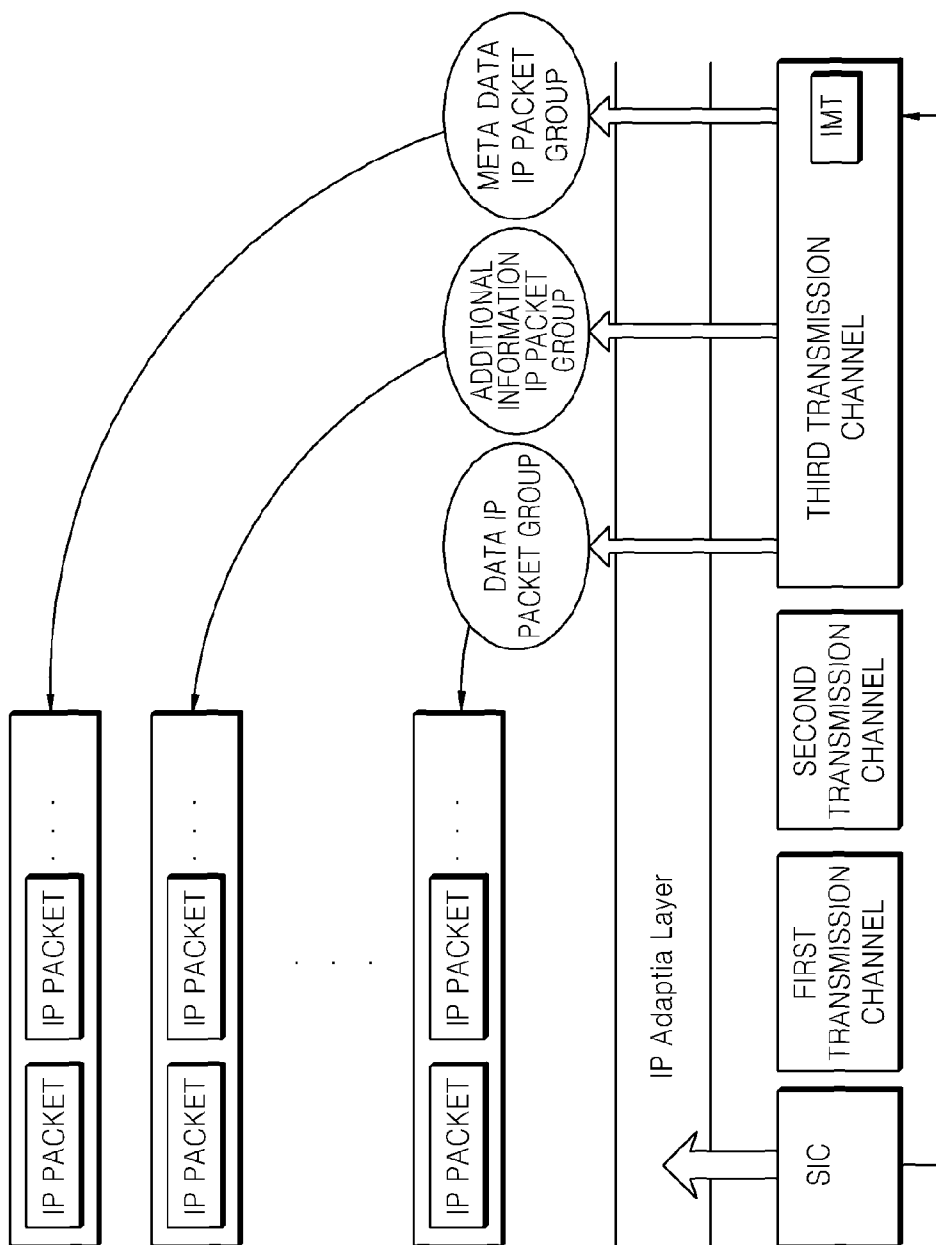 IP PACKET
IP PACKET
. . .
IP PACKET
IP PACKET
. . .
. . . .
IP PACKET
IP PACKET
. . .
DATA IP
PACKET GROUP
ADDITIONAL
INFORMATION
IP PACKET
GROUP
META DATA
IP PACKET
GROUP
IP Adaptia Layer
SIC
FIRST
TRANSMISSION
CHANNEL
SECOND
TRANSMISSION
CHANNEL
THIRD TRANSMISSION
CHANNEL
IMT